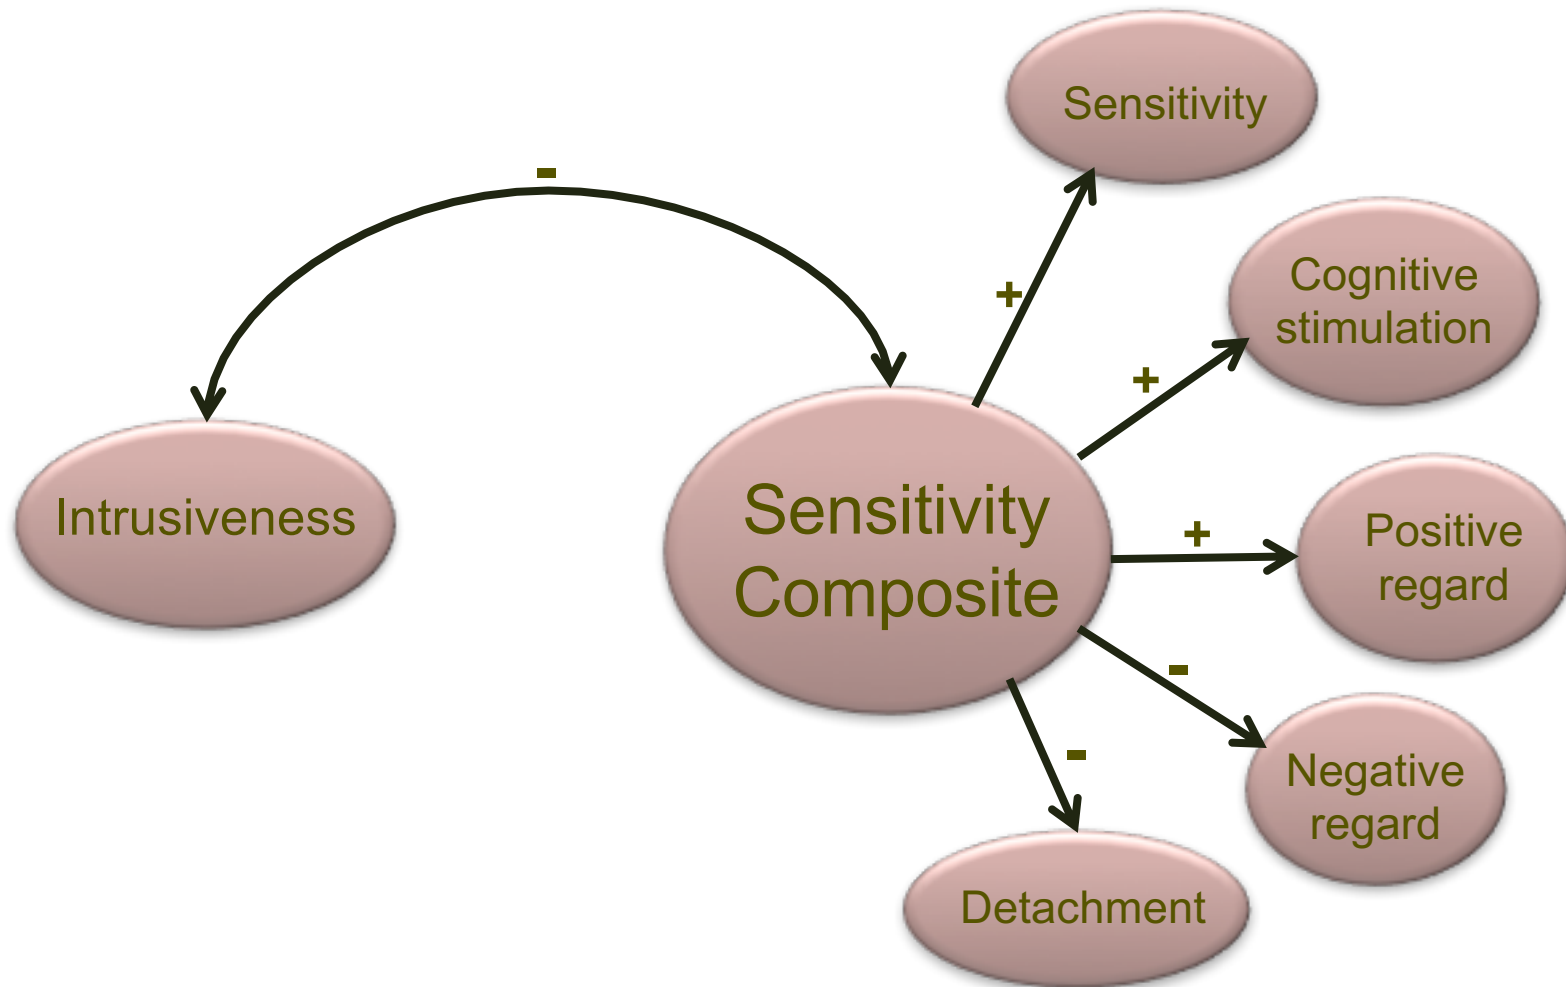 Sensitivity
-
Cognitive
stimulation
+
+
Intrusiveness
Sensitivity
Composite
+
Positive
regard
-
Negative
regard
-
Detachment